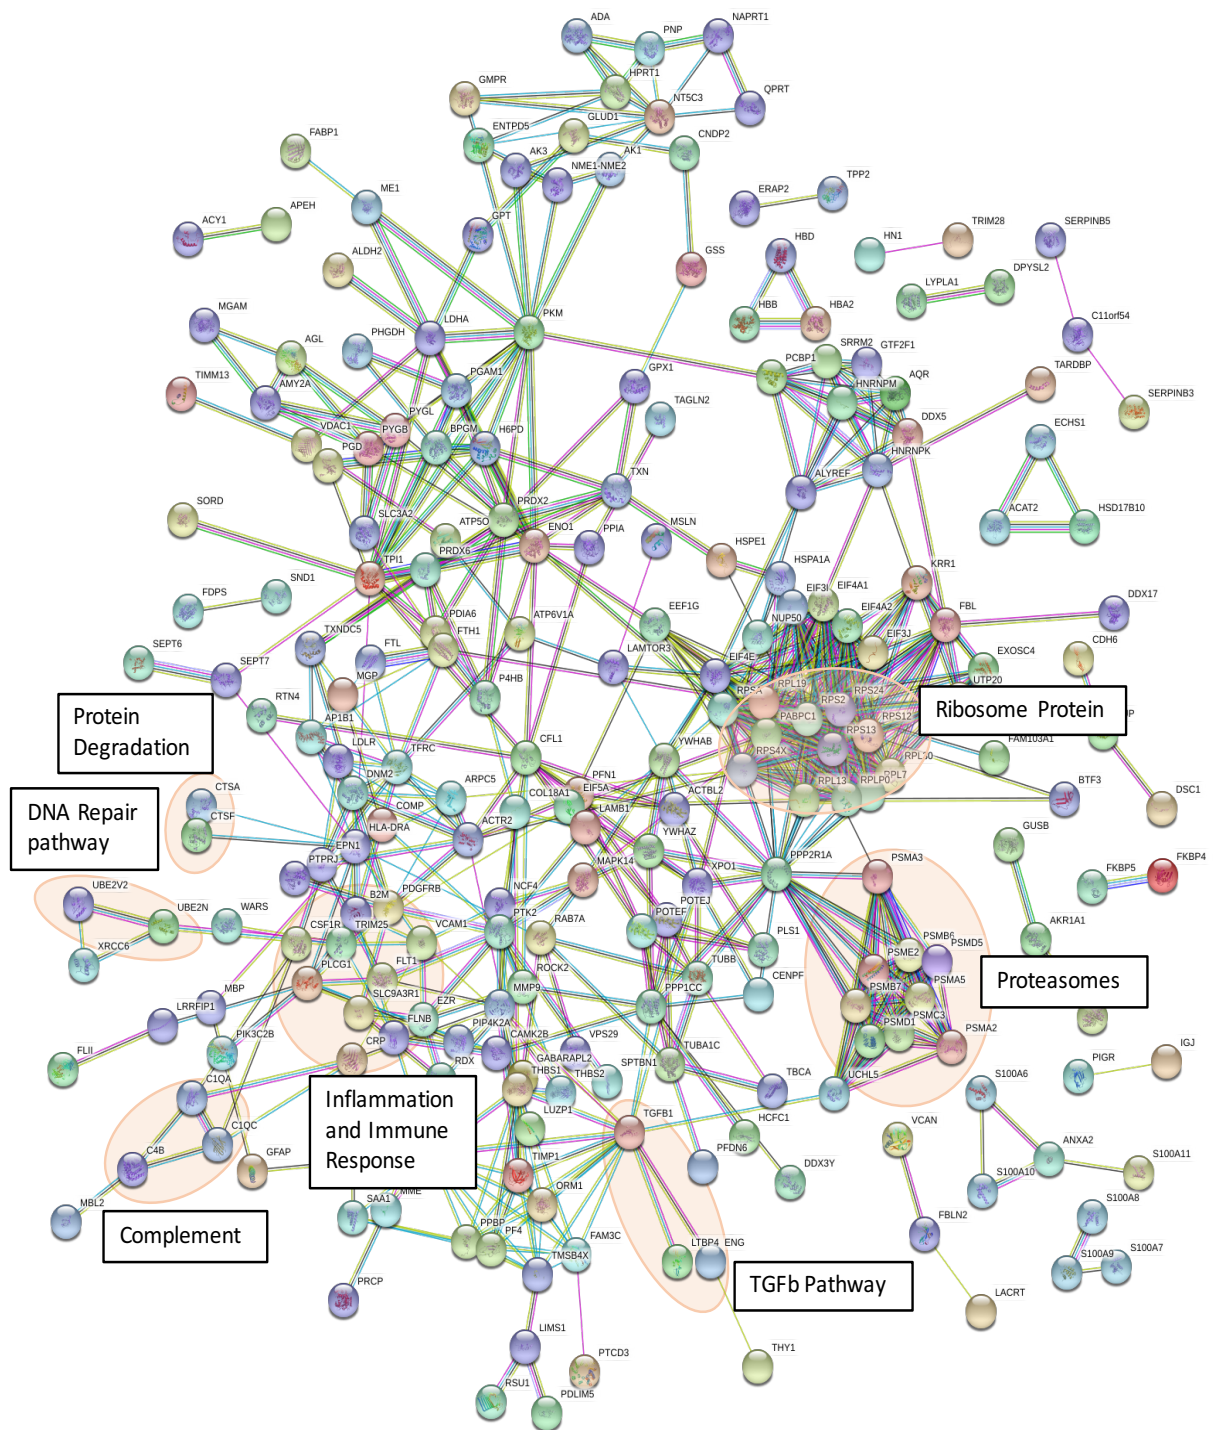 ADA
PNP
NAPRT1
HPRT1
GMPR
NT5C3
QPRT
GLUD1
ENTPD5
CNDP2
FABP1
AK3
AK1
NME1-NME2
ME1
ERAP2
TPP2
ACY1
APEH
GPT
TRIM28
SERPINB5
HN1
HBD
ALDH2
GSS
LYPLA1
DPYSL2
MGAM
LDHA
PKM
HBB
HBA2
C11orf54
PHGDH
AGL
SRRM2
GTF2F1
PCBP1
TIMM13
AMY2A
PGAM1
GPX1
HNRNPM
AQR
TARDBP
SERPINB3
TAGLN2
PYGL
VDAC1
PYGB
BPGM
H6PD
DDX5
PGD
HNRNPK
ECHS1
TXN
ALYREF
SORD
SLC3A2
PRDX2
ATP5O
ENO1
PPIA
MSLN
ACAT2
HSD17B10
PRDX6
TPI1
HSPE1
HSPA1A
KRR1
SND1
FDPS
EIF3I
EIF4A1
EIF4A2
PDIA6
ATP6V1A
EEF1G
NUP50
FBL
DDX17
TXNDC5
FTL
FTH1
EIF3J
SEPT6
SEPT7
LAMTOR3
EIF4E
EXOSC4
CDH6
MGP
RTN4
P4HB
RPSA
RPL19
RPS2
RPS24
UTP20
Protein
Degradation
AP1B1
PABPC1
RPS12
RPS13
Ribosome Protein
LDLR
TFRC
CFL1
YWHAB
RPS4X
FAM103A1
DNM2
ARPC5
PFN1
EIF5A
RPL13
RPLP0
RPL7
BTF3
DSC1
CTSA
COMP
COL18A1
LAMB1
ACTBL2
DNA Repair
pathway
CTSF
HLA-DRA
ACTR2
YWHAZ
EPN1
PTPRJ
MAPK14
XPO1
PPP2R1A
PSMA3
GUSB
FKBP5
FKBP4
UBE2V2
B2M
PDGFRB
NCF4
UBE2N
WARS
CSF1R
TRIM25
VCAM1
PTK2
RAB7A
POTEF
POTEJ
PLS1
PSME2
PSMB6
PSMD5
AKR1A1
XRCC6
PLCG1
FLT1
ROCK2
TUBB
CENPF
PSMB7
PSMA5
Proteasomes
MBP
SLC9A3R1
MMP9
PPP1CC
LRRFIP1
FLNB
EZR
PSMD1
PSMC3
PSMA2
FLII
PIK3C2B
CRP
PIP4K2A
CAMK2B
VPS29
TUBA1C
IGJ
RDX
GABARAPL2
SPTBN1
PIGR
C1QA
THBS1
THBS2
TBCA
UCHL5
S100A6
Inflammation
and Immune
Response
LUZP1
TGFB1
HCFC1
VCAN
C1QC
ANXA2
C4B
GFAP
TIMP1
PFDN6
DDX3Y
S100A10
S100A11
MBL2
SAA1
MME
ORM1
S100A8
Complement
PPBP
PF4
FAM3C
LTBP4
ENG
FBLN2
S100A9
S100A7
TMSB4X
TGFb Pathway
PRCP
LACRT
LIMS1
PTCD3
THY1
RSU1
PDLIM5